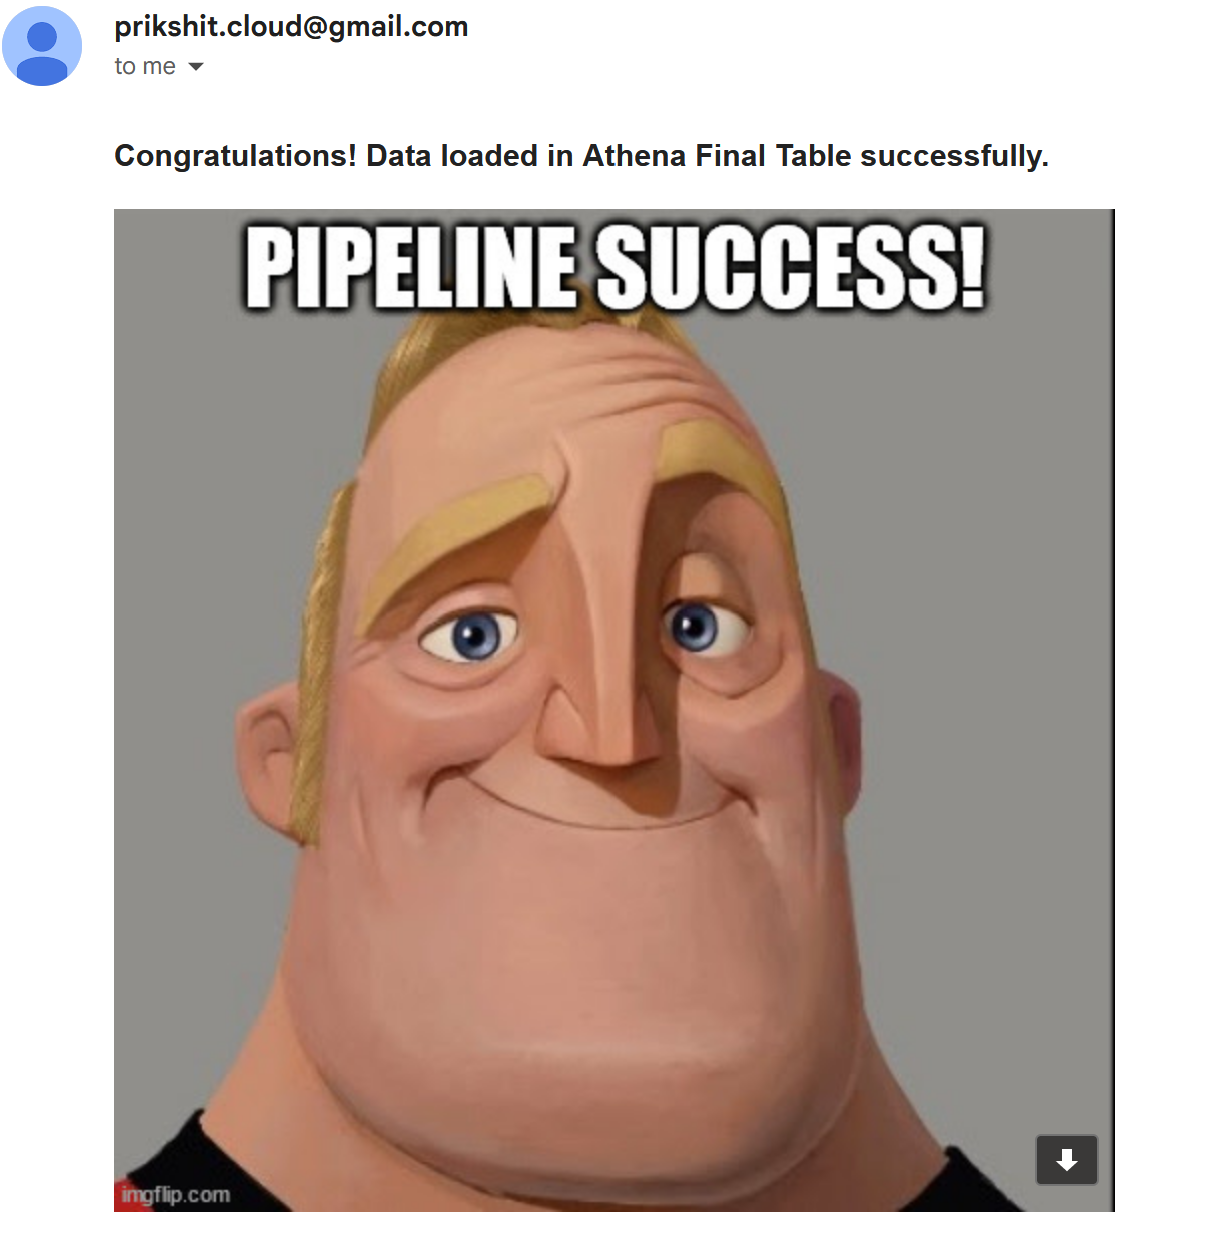 prikshit.cloud@gmail.com
to me
Congratulations! Data loaded in Athena Final Table successfully.
PIPELINE SUCCESS!
imgflip.com